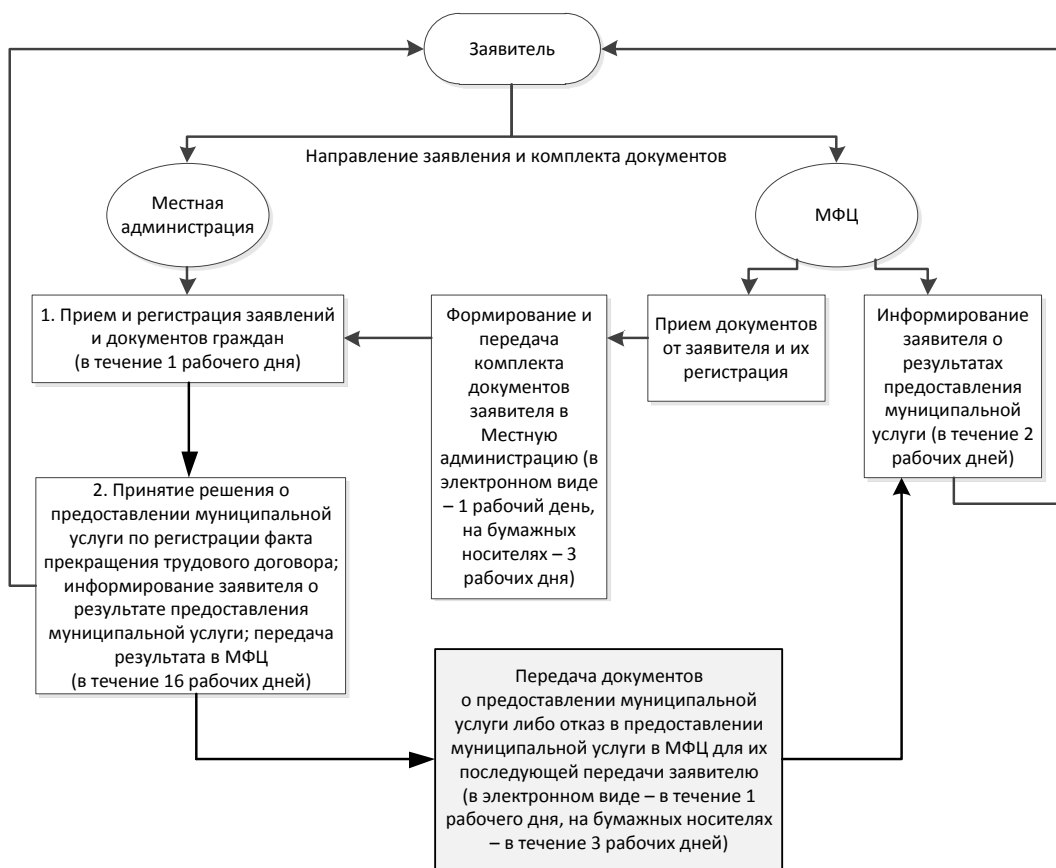 Заявитель
Направление заявления и комплекта документов
Местная
администрация
МФЦ
1. Прием и регистрация заявлений
и документов граждан
(в течение 1 рабочего дня)
Формирование и
передача
комплекта
документов
заявителя в
Местную
администрацию (в
электронном виде
– 1 рабочий день,
на бумажных
носителях – 3
рабочих дня)
Прием документов
от заявителя и их
регистрация
Информирование
заявителя о
результатах
предоставления
муниципальной
услуги (в течение 2
рабочих дней)
2. Принятие решения о
предоставлении муниципальной
услуги по регистрации факта
прекращения трудового договора;
информирование заявителя о
результате предоставления
муниципальной услуги; передача
результата в МФЦ
(в течение 16 рабочих дней)
Передача документов
о предоставлении муниципальной
услуги либо отказ в предоставлении
муниципальной услуги в МФЦ для их
последующей передачи заявителю
(в электронном виде – в течение 1
рабочего дня, на бумажных носителях
– в течение 3 рабочих дней)